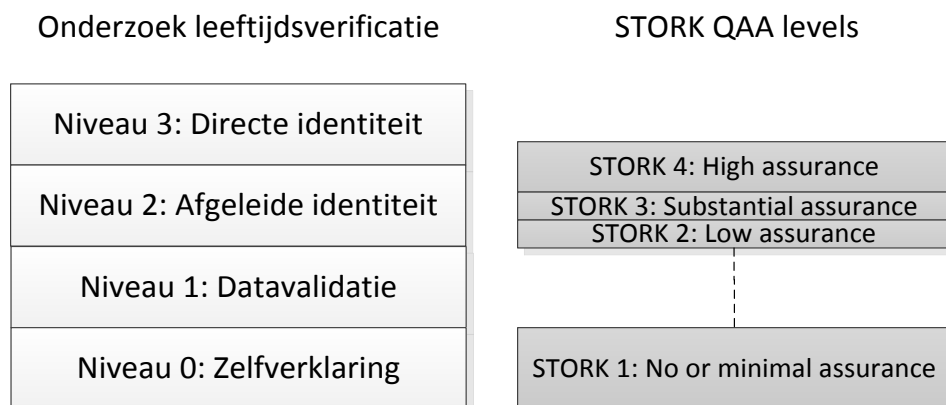 Onderzoek leeftijdsverificatie
Niveau 3: Directe identiteit
Niveau 2: Afgeleide identiteit
Niveau 1: Datavalidatie
Niveau 0: Zelfverklaring
STORK QAA levels
STORK 4: High assurance
STORK 3: Substantial assurance
STORK 2: Low assurance
STORK 1: No or minimal assurance